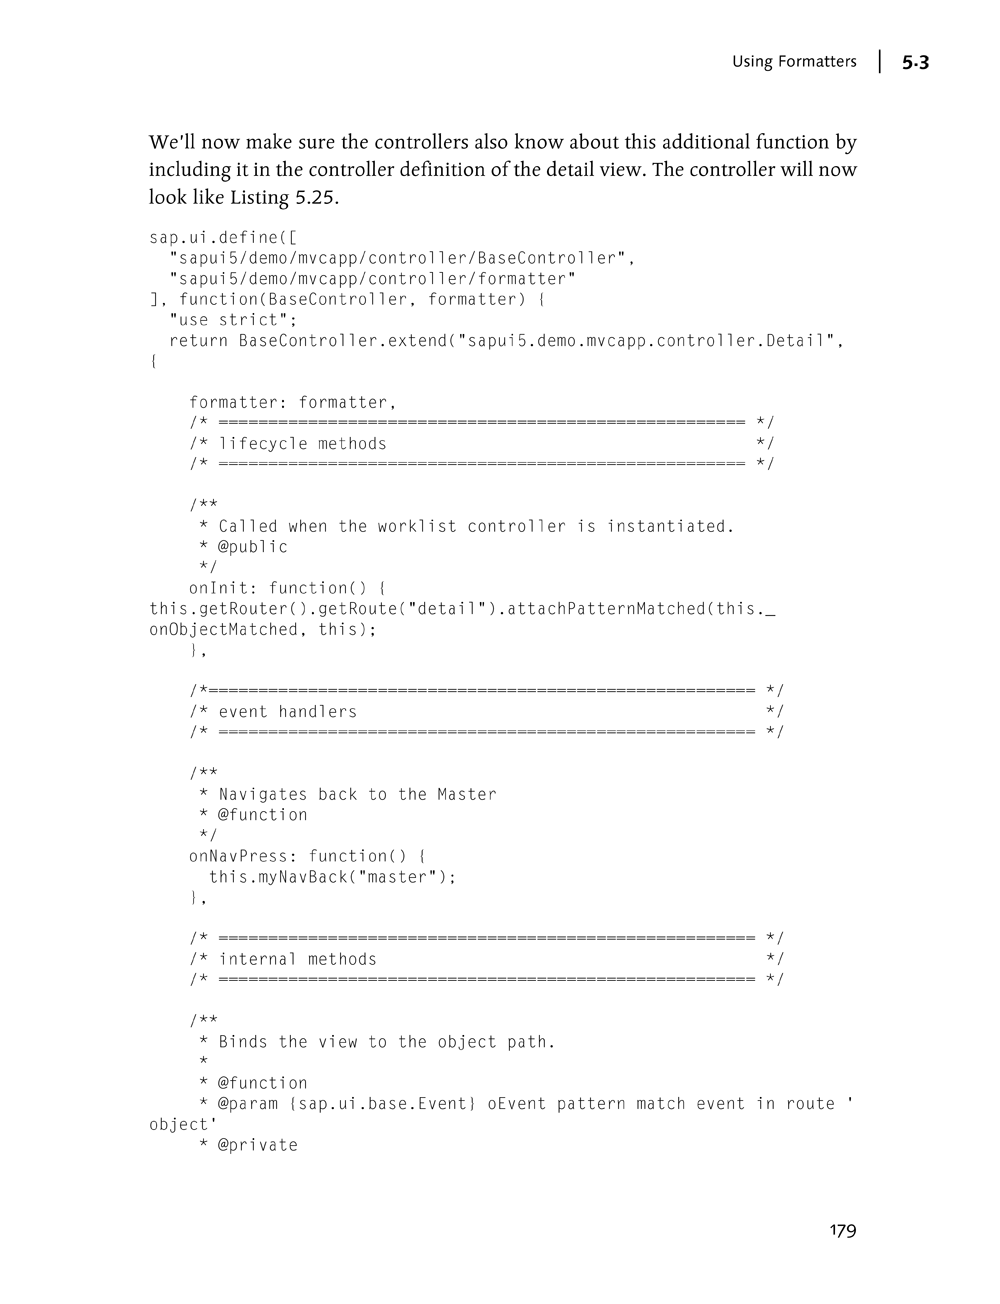 Using Formatters | 5.3
We'll now make sure the controllers also know about this additional function by
including it in the controller definition of the detail view. The controller will now
look like Listing 5.25.
sap.ui.define([
  "sapui5/demo/mvcapp/controller/BaseController",
  "sapui5/demo/mvcapp/controller/formatter"
], function(BaseController, formatter) {
  "use strict";
  return BaseController.extend("sapui5.demo.mvcapp.controller.Detail",
{
    formatter: formatter,
    /* ===================================================== */
    /* lifecycle methods                                     */
    /* ===================================================== */
    /**
     * Called when the worklist controller is instantiated.
     * @public
     */
    onInit: function() {
this.getRouter().getRoute("detail").attachPatternMatched(this._
onObjectMatched, this);
    },
    /*======================================================= */
    /* event handlers                                         */
    /* ====================================================== */
    /**
     * Navigates back to the Master
     * @function
     */
    onNavPress: function() {
      this.myNavBack("master");
    },
    /* ====================================================== */
    /* internal methods                                       */
    /* ====================================================== */
    /**
     * Binds the view to the object path.
     *
     * @function
     * @param {sap.ui.base.Event} oEvent pattern match event in route '
object'
     * @private
179